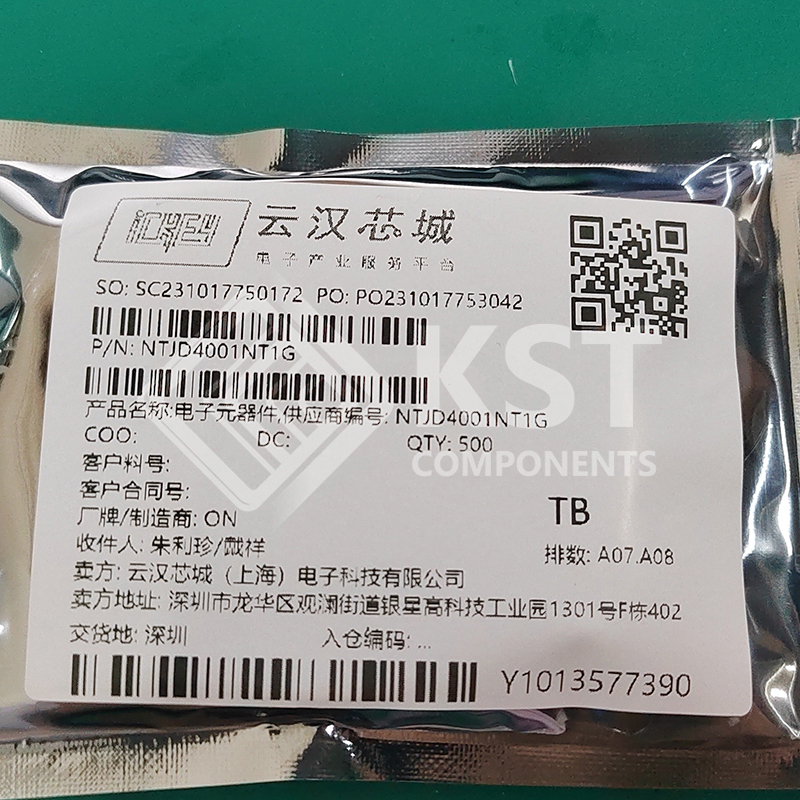 ICKEY 云汉芯城
电子产业服务平台
SO: SC231017750172 PO: PO231017753042
P/N: NTJD4001NT1G
产品名称:电子元器件,供应商编号: NTJD4001NT1G
COO: DC: QTY: 500
客户料号:
客户合同号:
TB
厂牌/制造商: ON
收件人: 朱利珍/戴祥
排数: A07.A08
卖方: 云汉芯城（上海）电子科技有限公司
卖方地址: 深圳市龙华区观澜街道银星高科技工业园1301号F栋402
交货地: 深圳 入仓编码: ...
Y1013577390
KST
COMPONENTS